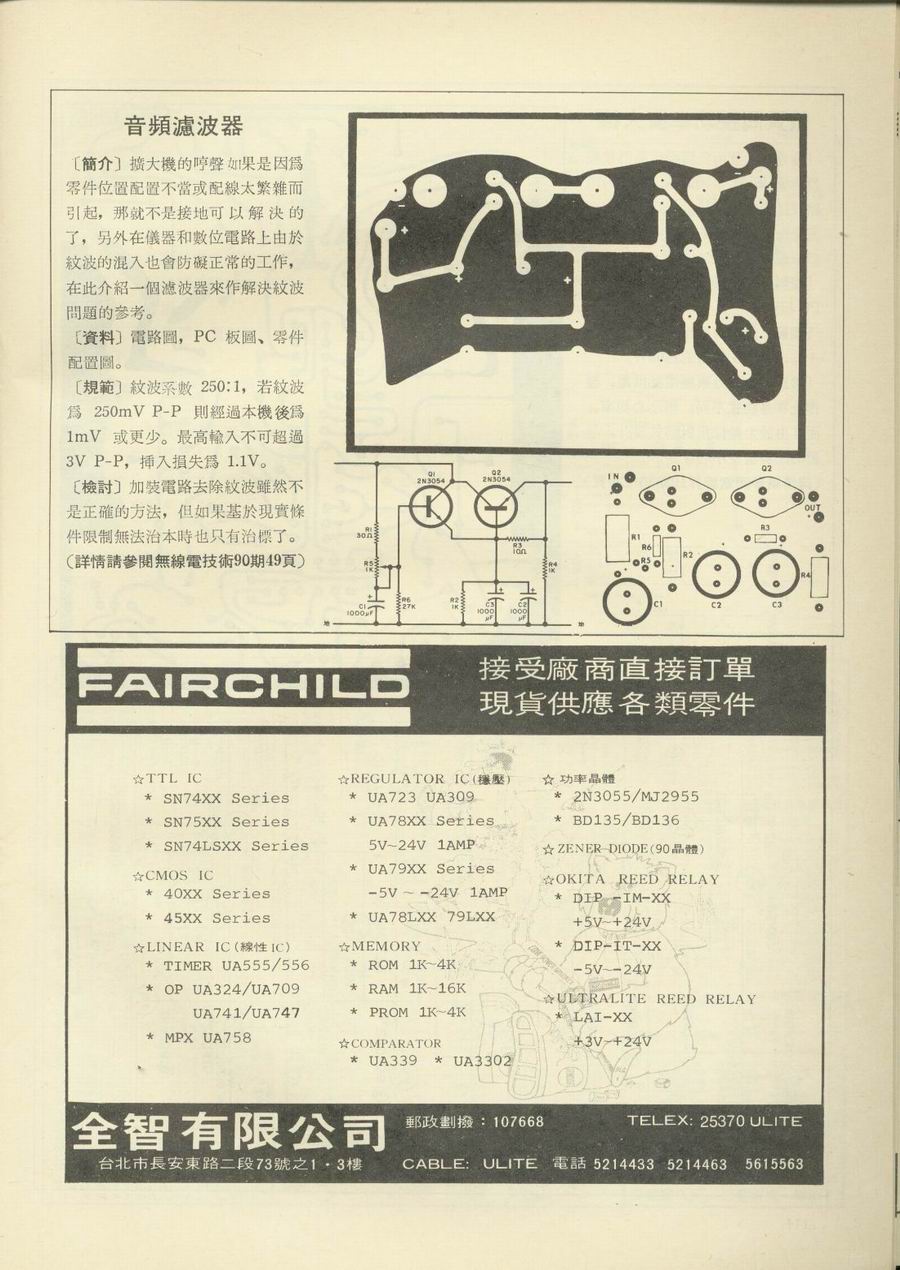 音頻濾波器
〔簡介〕擴大機的哼聲如果是因爲
零件位置配置不當或配線太繁雜而
引起，那就不是接地可以解決的
了，另外在儀器和數位電路上由於
紋波的混入也會防礙正常的工作，
在此介紹一個濾波器來作解決紋波
問題的參考。
〔資料〕電路圖，PC 板圖、零件
配置圖。
〔規範〕紋波系數 250:1，若紋波
爲 250mV P-P 則經過本機後爲
1mV 或更少。最高輸入不可超過
3V P-P，挿入損失爲 1.1V。
〔檢討〕加裝電路去除紋波雖然不
是正確的方法，但如果基於現實條
件限制無法治本時也只有治標了。
(詳情請參閱無線電技術90期49頁)
Q1
2N3054
Q2
2N3054
R1
30Ω
R5
1K
C1
1000μF
R6
27K
R2
1K
R3
10Ω
C3
1000
μF
C2
1000
μF
R4
1K
地
地
IN
Q1
Q2
OUT
R1
R6
R5
R2
R3
R4
C1
C2
C3
FAIRCHILD
接受廠商直接訂單
現貨供應各類零件
☆TTL IC
* SN74XX Series
* SN75XX Series
* SN74LSXX Series
☆CMOS IC
* 40XX Series
* 45XX Series
☆LINEAR IC(線性IC)
* TIMER UA555/556
* OP UA324/UA709
UA741/UA747
* MPX UA758
☆REGULATOR IC(穩壓)
* UA723 UA309
* UA78XX Series
5V~24V 1AMP
* UA79XX Series
-5V ~ -24V 1AMP
* UA78LXX 79LXX
☆MEMORY
* ROM 1K~4K
* RAM 1K~16K
* PROM 1K~4K
☆COMPARATOR
* UA339 * UA3302
☆ 功率晶體
* 2N3055/MJ2955
* BD135/BD136
☆ZENER DIODE(90晶體)
☆OKITA REED RELAY
* DIP -IM-XX
+5V~+24V
* DIP-IT-XX
-5V~-24V
☆ULTRALITE REED RELAY
* LAI-XX
+3V~+24V
全智有限公司
郵政劃撥：107668
TELEX: 25370 ULITE
台北市長安東路二段73號之1・3樓
CABLE: ULITE 電話 5214433 5214463 5615563